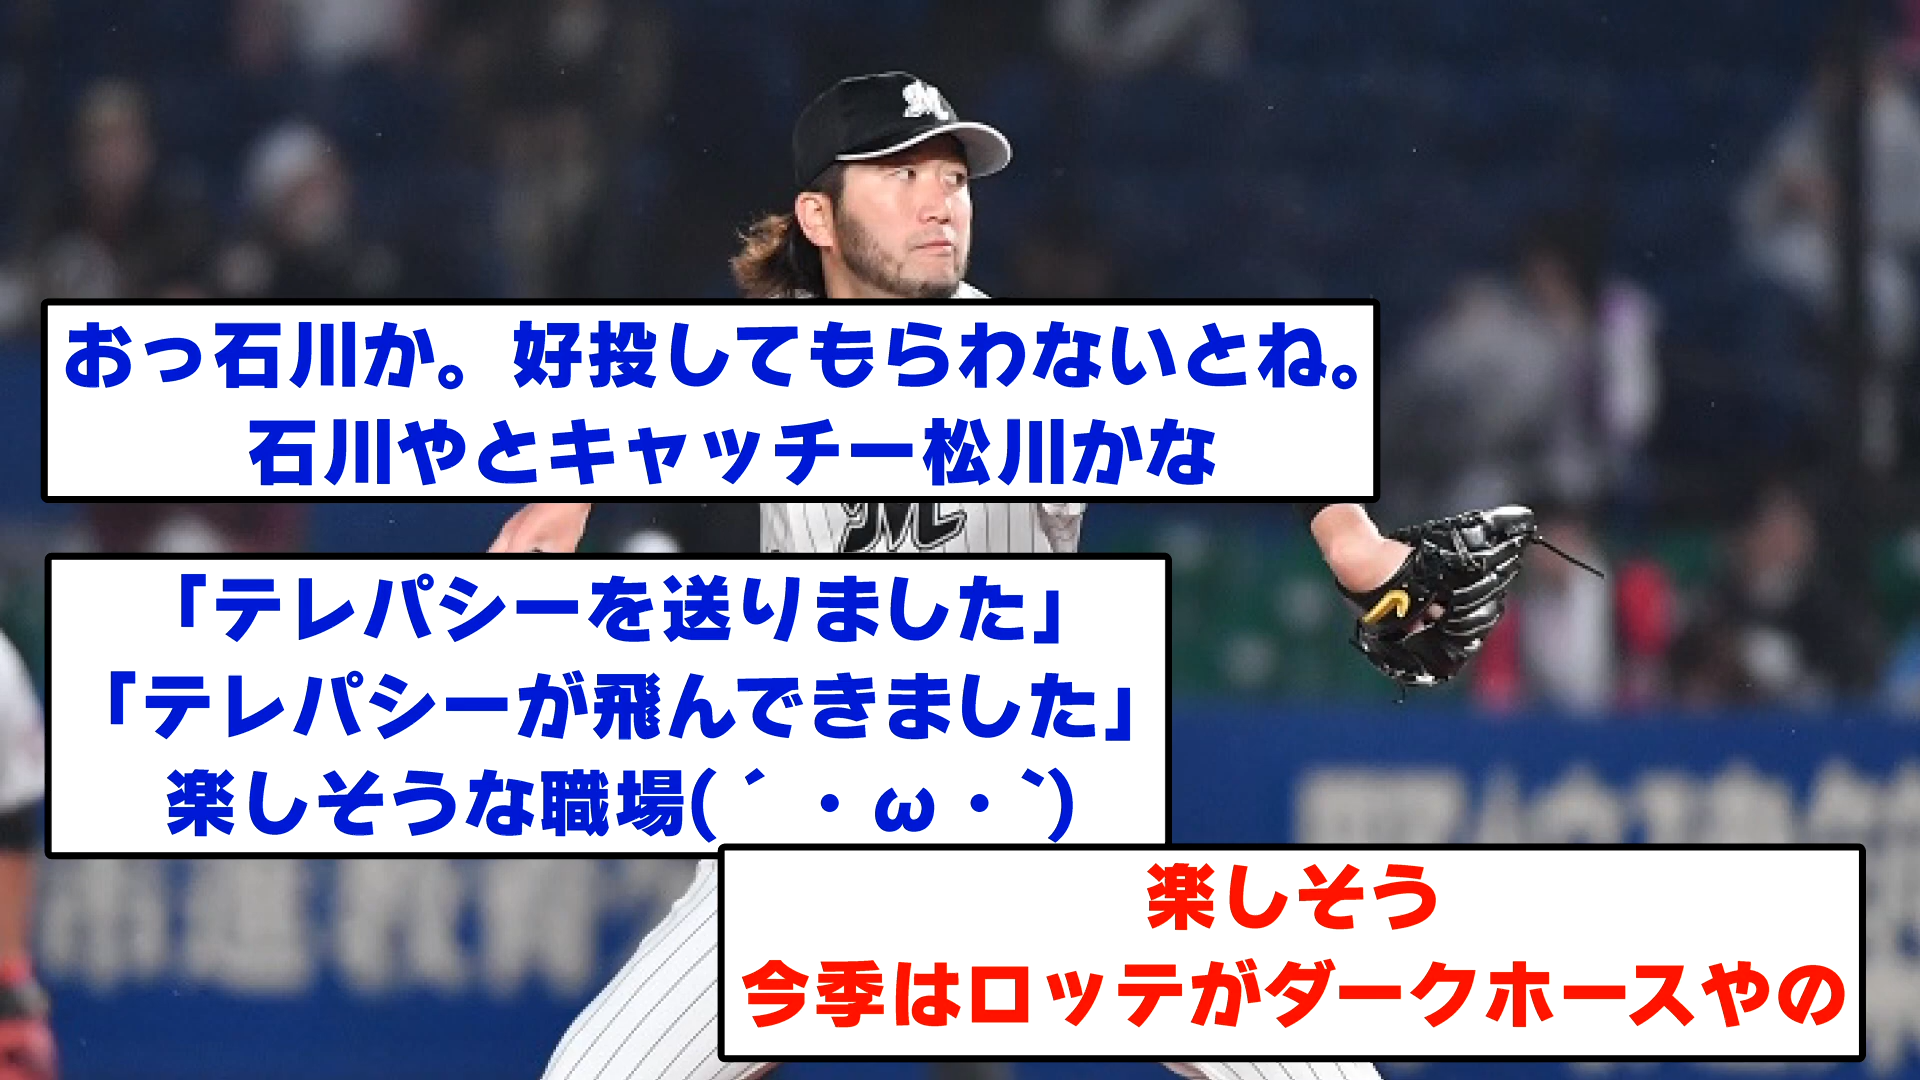 おっ石川か。好投してもらわないとね。
石川やとキャッチー松川かな
「テレパシーを送りました」
「テレパシーが飛んできました」
楽しそうな職場(´・ω・`)
楽しそう
今季はロッテがダークホースやの